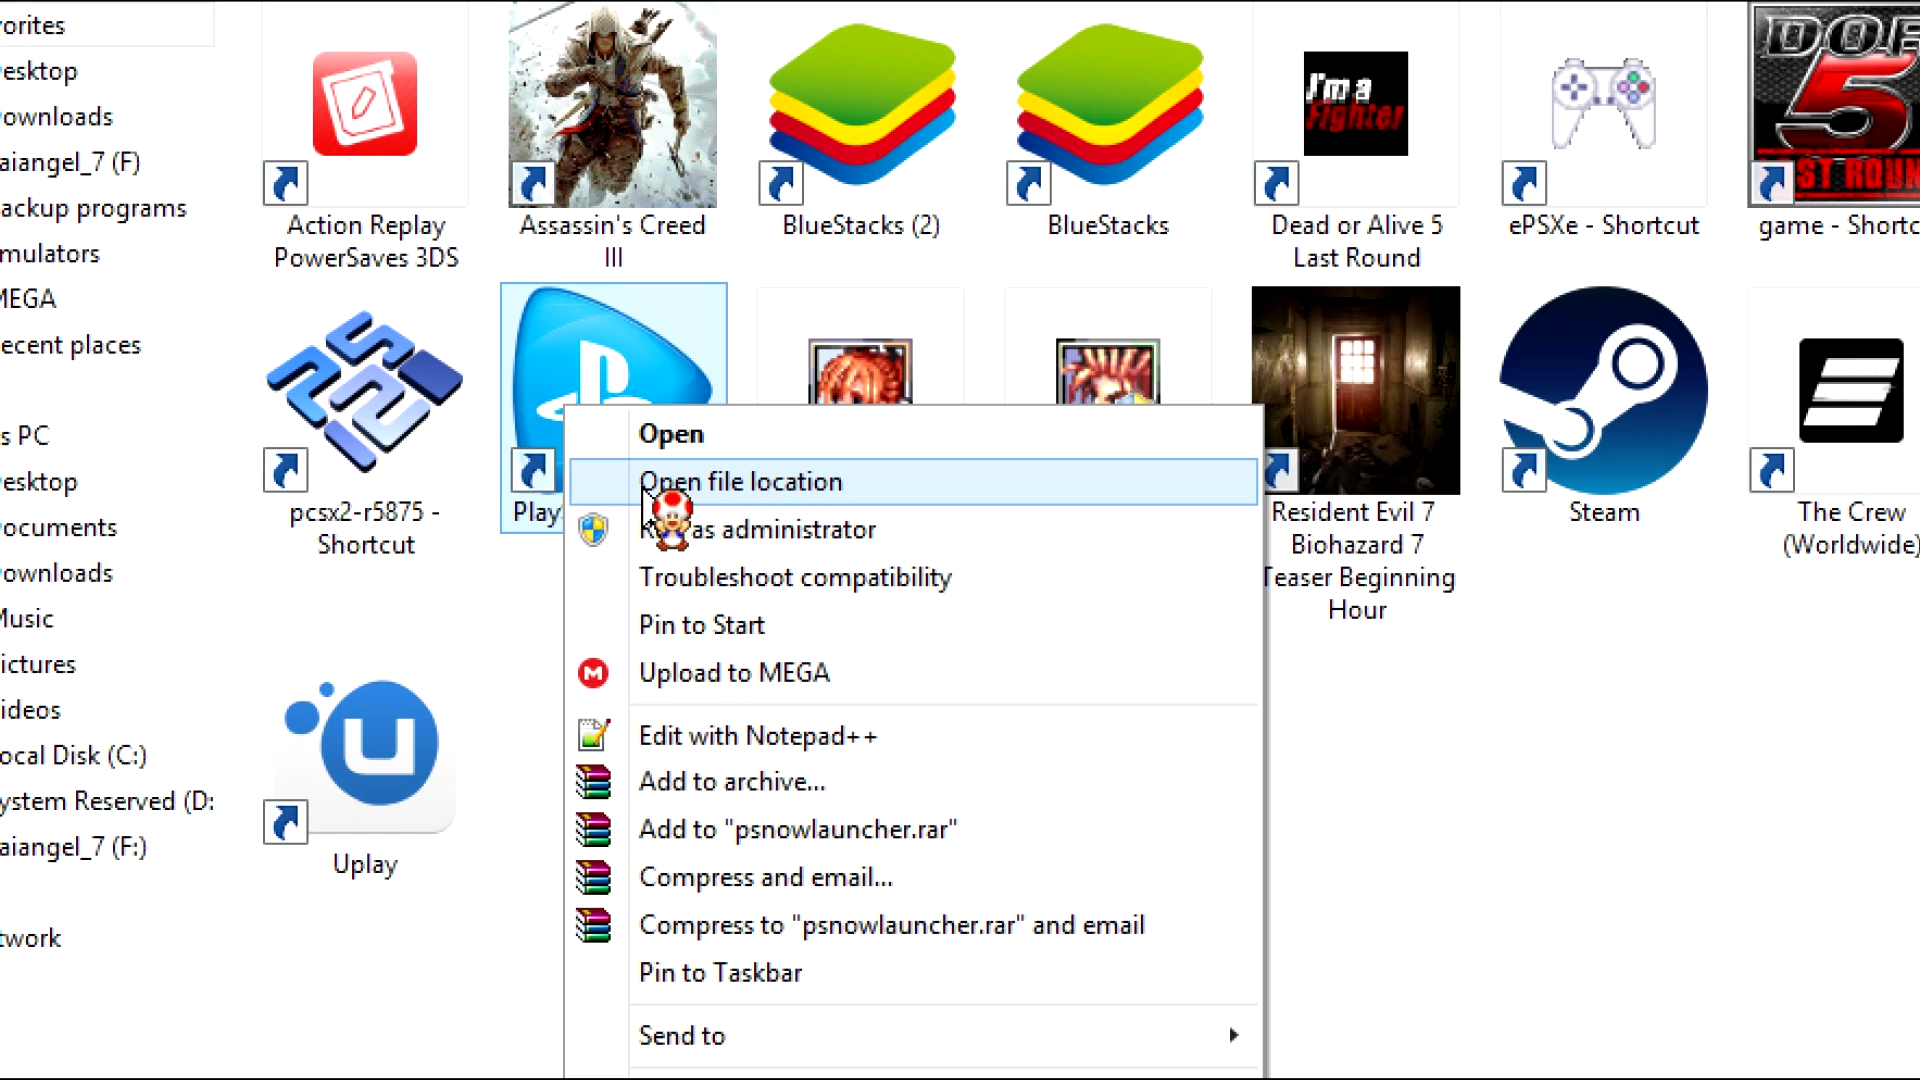 orites
esktop
ownloads
aiangel_7 (F)
ackup programs
mulators
MEGA
ecent places
s PC
esktop
ocuments
ownloads
Music
ictures
ideos
ocal Disk (C:)
ystem Reserved (D:
aiangel_7 (F:)
twork
I'm a
Fighter
DOA
5
ST ROUN
Action Replay
PowerSaves 3DS
Assassin's Creed
III
BlueStacks (2)
BlueStacks
Dead or Alive 5
Last Round
ePSXe - Shortcut
game - Shortc
pcsx2-r5875 -
Shortcut
Play
Resident Evil 7
Biohazard 7
Teaser Beginning
Hour
Steam
The Crew
(Worldwide)
Uplay
Open
Open file location
as administrator
Troubleshoot compatibility
Pin to Start
Upload to MEGA
Edit with Notepad++
Add to archive...
Add to "psnowlauncher.rar"
Compress and email...
Compress to "psnowlauncher.rar" and email
Pin to Taskbar
Send to